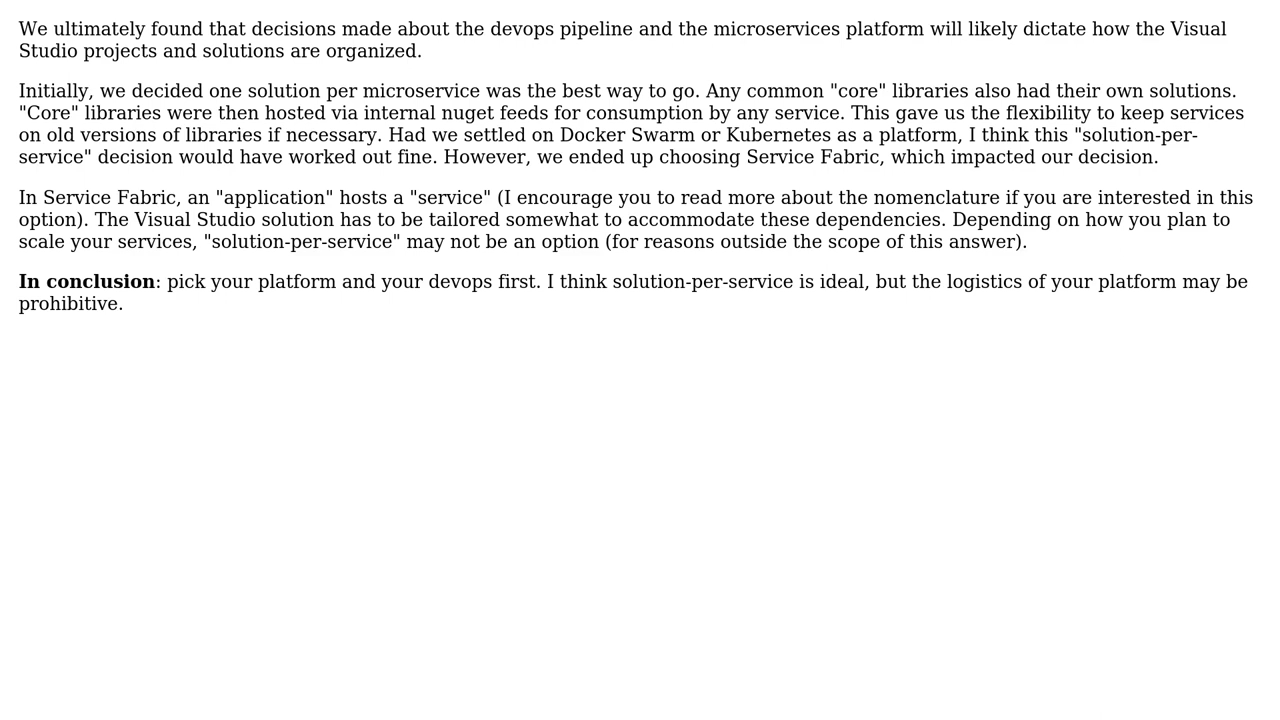 We ultimately found that decisions made about the devops pipeline and the microservices platform will likely dictate how the Visual
Studio projects and solutions are organized.
Initially, we decided one solution per microservice was the best way to go. Any common "core" libraries also had their own solutions.
"Core" libraries were then hosted via internal nuget feeds for consumption by any service. This gave us the flexibility to keep services
on old versions of libraries if necessary. Had we settled on Docker Swarm or Kubernetes as a platform, I think this "solution-per-
service" decision would have worked out fine. However, we ended up choosing Service Fabric, which impacted our decision.
In Service Fabric, an "application" hosts a "service" (I encourage you to read more about the nomenclature if you are interested in this
option). The Visual Studio solution has to be tailored somewhat to accommodate these dependencies. Depending on how you plan to
scale your services, "solution-per-service" may not be an option (for reasons outside the scope of this answer).
In conclusion: pick your platform and your devops first. I think solution-per-service is ideal, but the logistics of your platform may be
prohibitive.